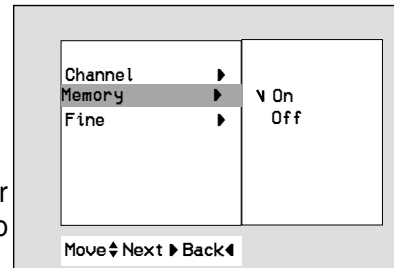 Channel ▶
Memory ▶ √ On
Fine ▶ Off
r
o
Move ▲▼ Next ▶ Back ◀